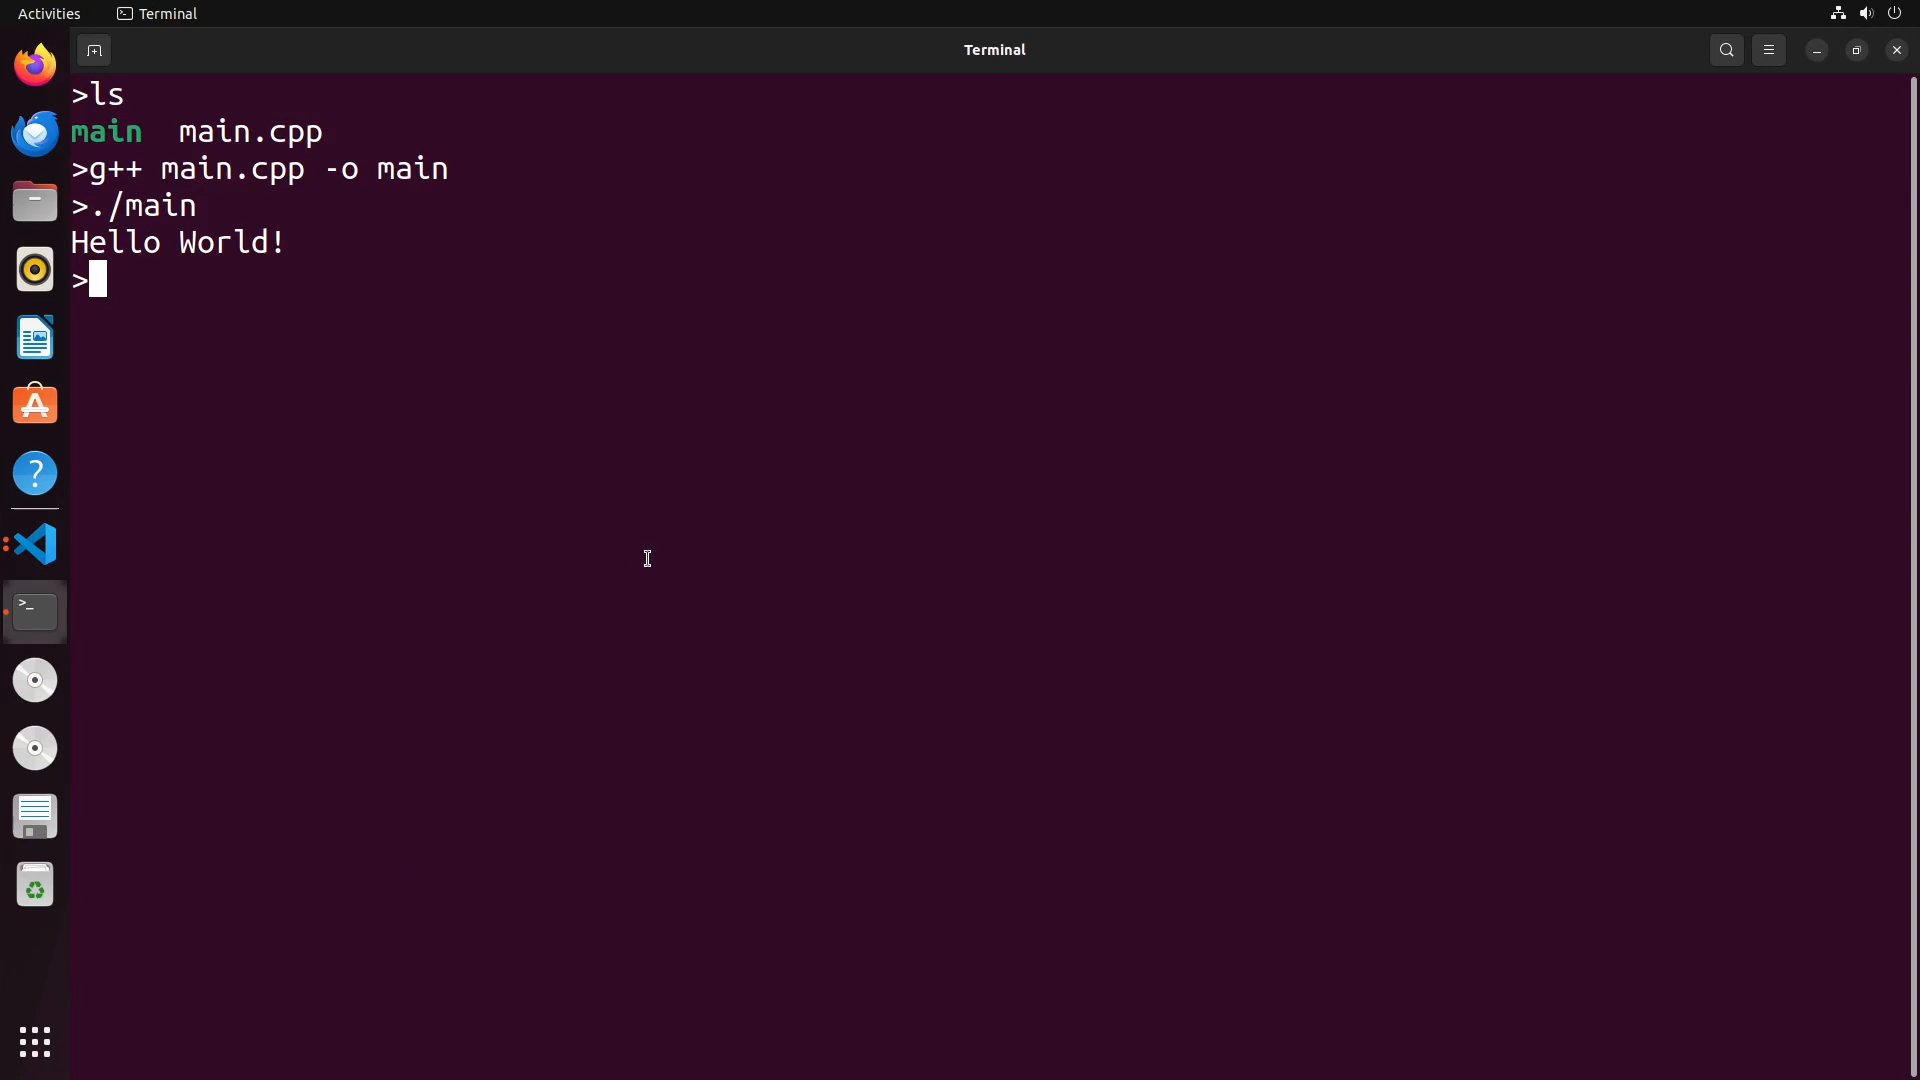 Activities
Terminal
Terminal
>ls
main  main.cpp
>g++ main.cpp -o main
>./main
Hello World!
>